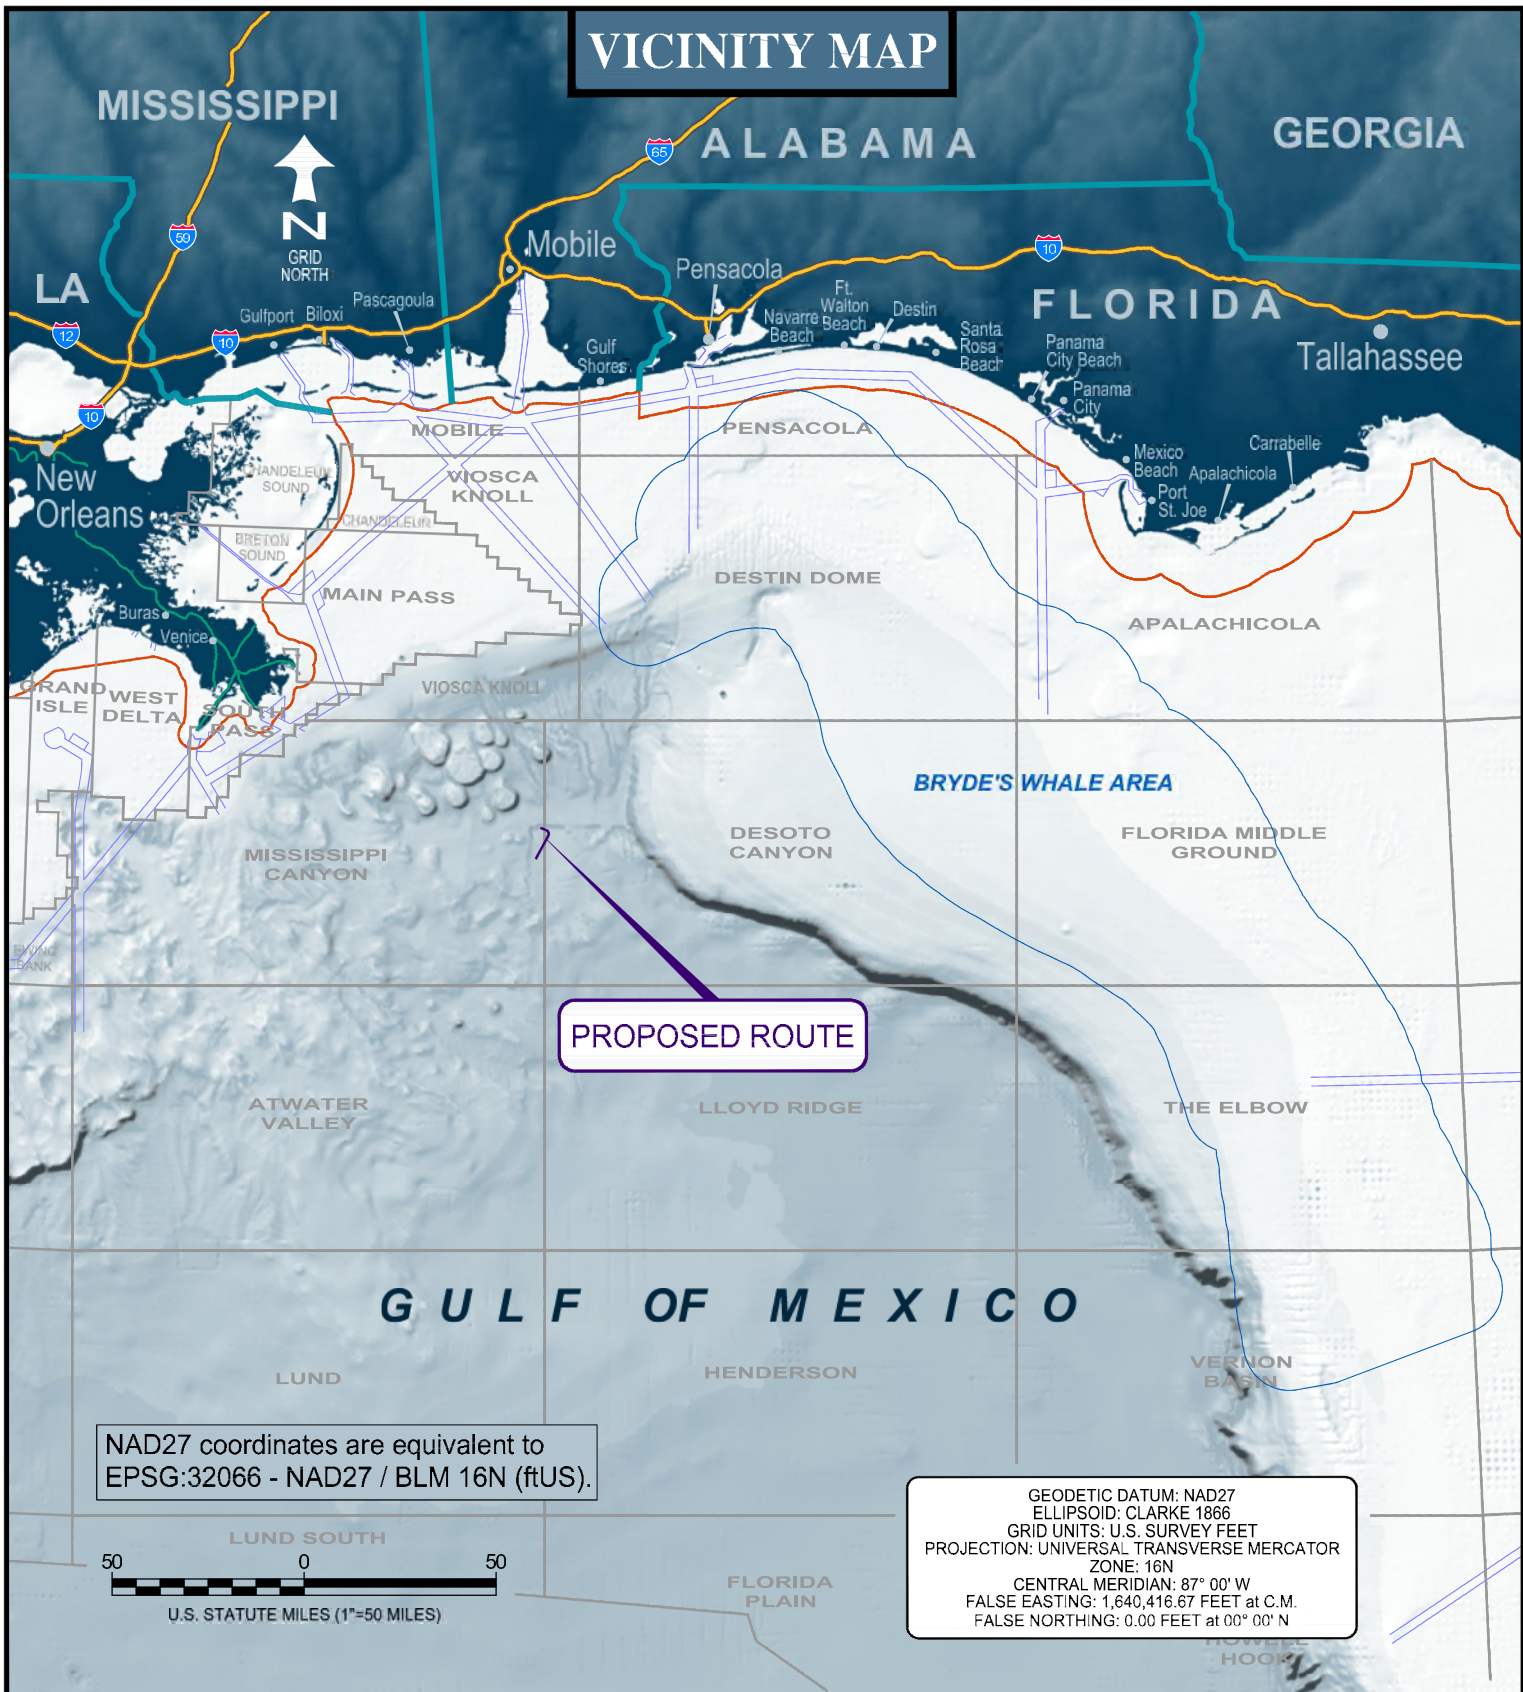 VICINITY MAP
MISSISSIPPI
ALABAMA
GEORGIA
65
59
N
GRID
NORTH
Mobile
10
Pensacola
LA
FLORIDA
Pascagoula
Gulfport
Biloxi
Ft.
Walton
Beach
Navarre
Beach
Destin
Santa
Rosa
Beach
Panama
City Beach
Panama
City
Tallahassee
12
10
Gulf
Shores
10
MOBILE
PENSACOLA
New
Orleans
CHANDELEUR
SOUND
VIOSCA
KNOLL
Mexico
Beach
Carrabelle
Apalachicola
Port
St. Joe
CHANDELEUR
BRETON
SOUND
DESTIN DOME
MAIN PASS
Buras
Venice
APALACHICOLA
VIOSCA KNOLL
GRAND
ISLE
WEST
DELTA
SOUTH
PASS
BRYDE'S WHALE AREA
DESOTO
CANYON
FLORIDA MIDDLE
GROUND
MISSISSIPPI
CANYON
EWING
BANK
PROPOSED ROUTE
ATWATER
VALLEY
LLOYD RIDGE
THE ELBOW
GULF OF MEXICO
LUND
HENDERSON
VERNON
BASIN
NAD27 coordinates are equivalent to
EPSG:32066 - NAD27 / BLM 16N (ftUS).
GEODETIC DATUM: NAD27
ELLIPSOID: CLARKE 1866
GRID UNITS: U.S. SURVEY FEET
PROJECTION: UNIVERSAL TRANSVERSE MERCATOR
ZONE: 16N
CENTRAL MERIDIAN: 87° 00' W
FALSE EASTING: 1,640,416.67 FEET at C.M.
FALSE NORTHING: 0.00 FEET at 00° 00' N
LUND SOUTH
50 0 50
U.S. STATUTE MILES (1"=50 MILES)
FLORIDA
PLAIN
HOWELL
HOOK